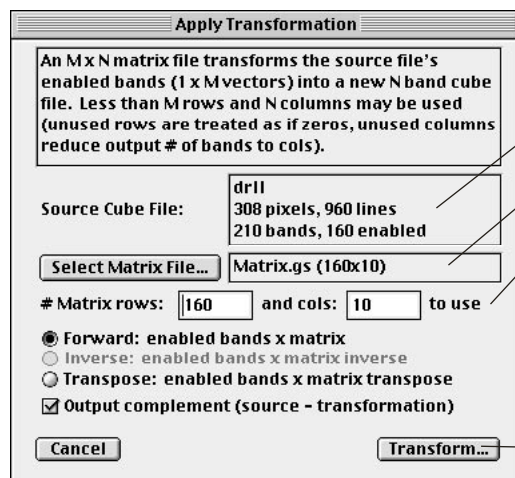 Apply Transformation
An M x N matrix file transforms the source file's
enabled bands (1 x M vectors) into a new N band cube
file. Less than M rows and N columns may be used
(unused rows are treated as if zeros, unused columns
reduce output # of bands to cols).
Source Cube File:
drll
308 pixels, 960 lines
210 bands, 160 enabled
Select Matrix File... Matrix.gs (160x10)
# Matrix rows: 160 and cols: 10 to use
Forward: enabled bands x matrix
Inverse: enabled bands x matrix inverse
Transpose: enabled bands x matrix transpose
Output complement (source - transformation)
Cancel Transform...